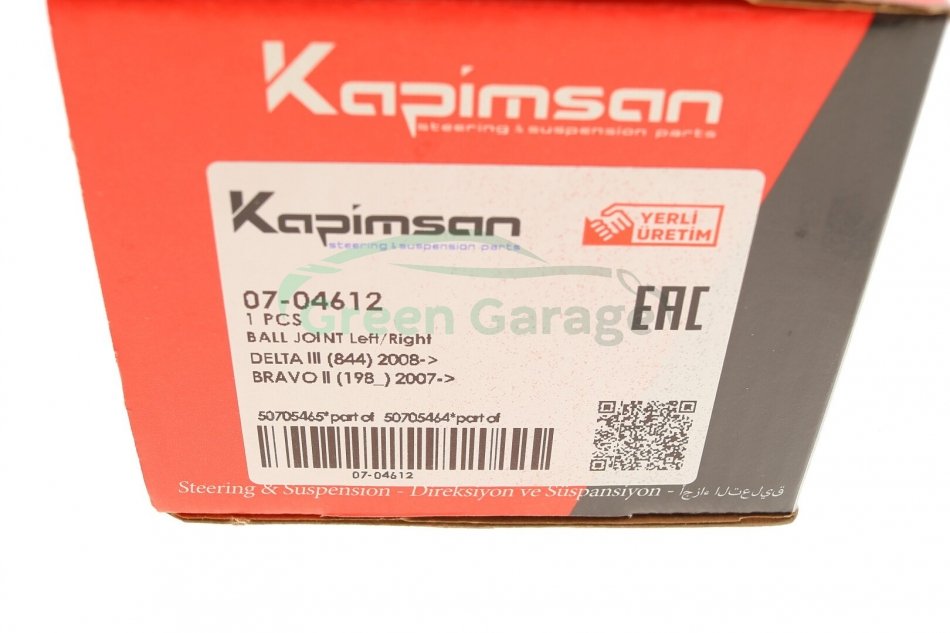 Kapimsan
steering & suspension parts
Kapimsan
steering & suspension parts
YERLİ
ÜRETİM
07-04612
1 PCS
EAC
Green Garage
BALL JOINT Left/Right
DELTA III (844) 2008->
BRAVO II (198_) 2007->
50705465*part of 50705464*part of
07-04612
Steering & Suspension - Direksiyon ve Süspansiyon - أجزاء التعليق